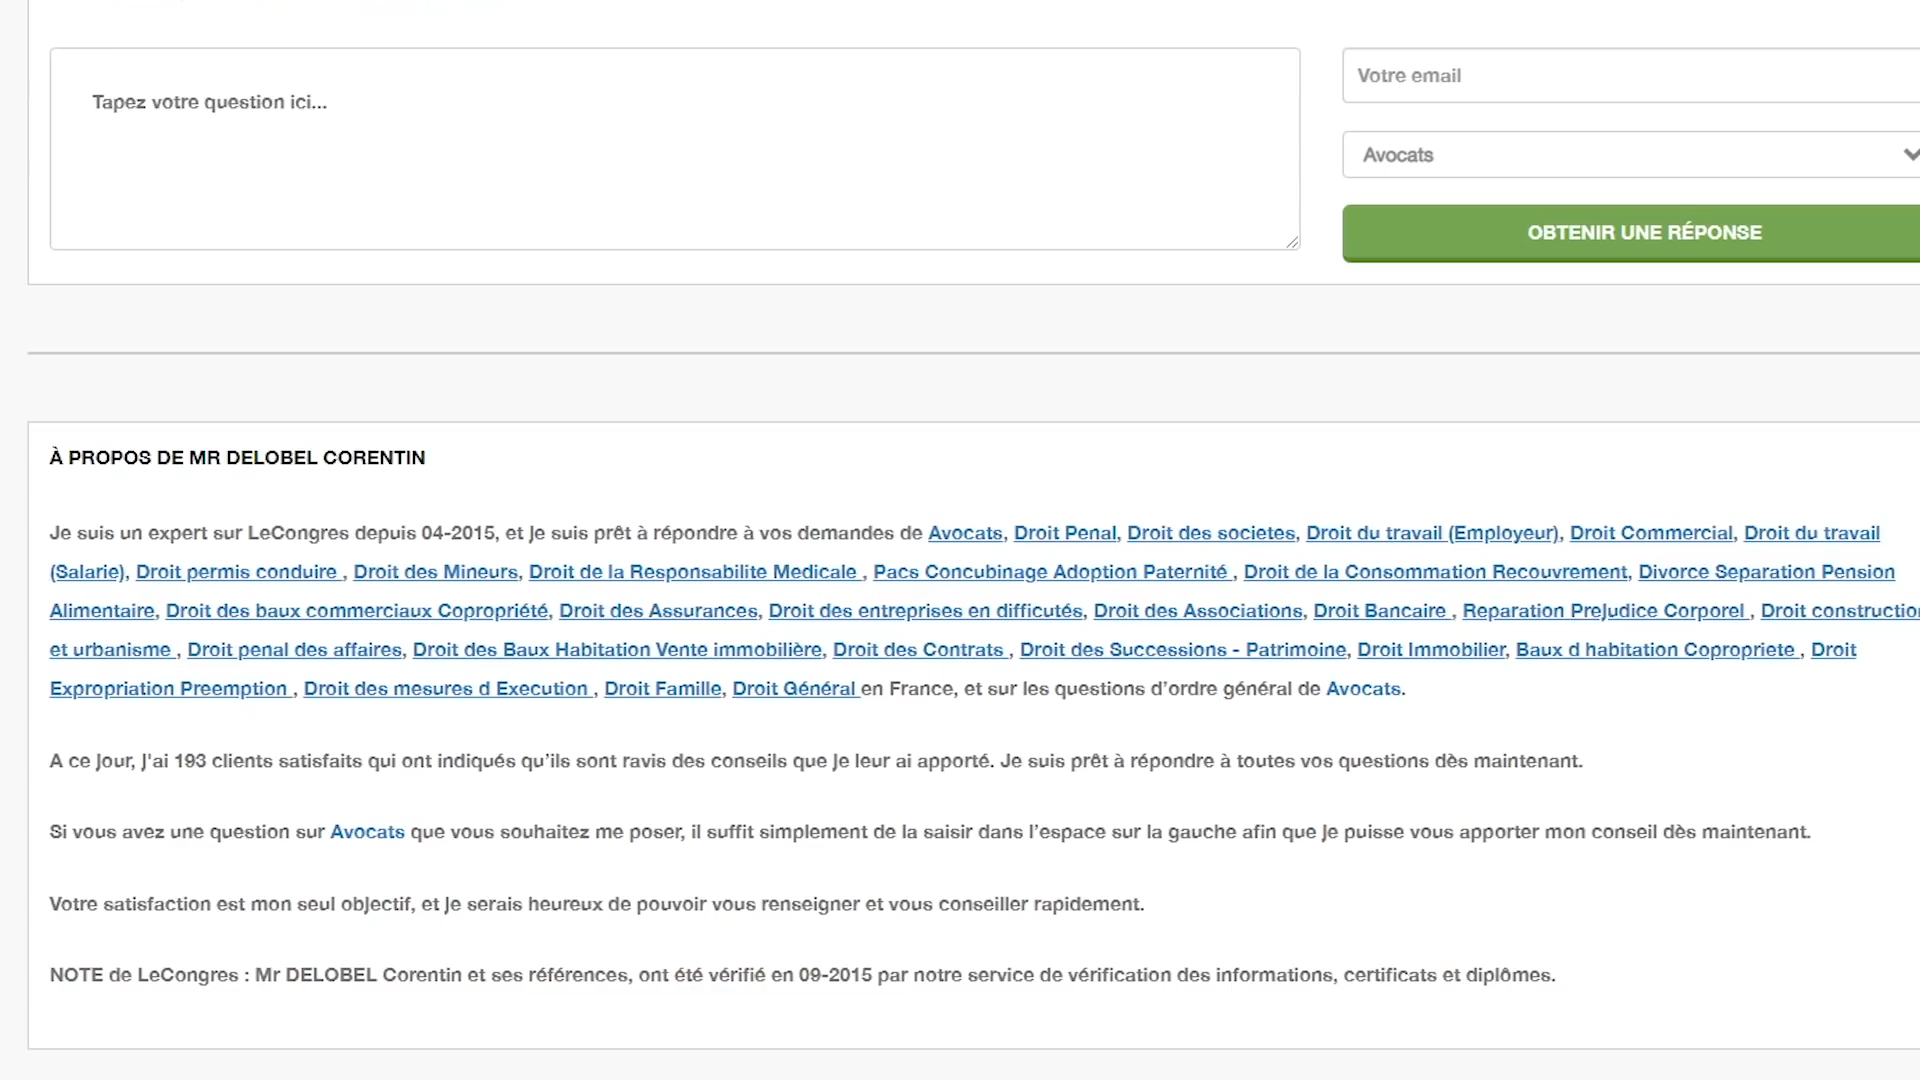 Tapez votre question ici...
Votre email
Avocats
OBTENIR UNE RÉPONSE
À PROPOS DE MR DELOBEL CORENTIN
Je suis un expert sur LeCongres depuis 04-2015, et je suis prêt à répondre à vos demandes de Avocats, Droit Penal, Droit des societes, Droit du travail (Employeur), Droit Commercial, Droit du travail
(Salarie), Droit permis conduire , Droit des Mineurs, Droit de la Responsabilite Medicale , Pacs Concubinage Adoption Paternité , Droit de la Consommation Recouvrement, Divorce Separation Pension
Alimentaire, Droit des baux commerciaux Copropriété, Droit des Assurances, Droit des entreprises en difficutés, Droit des Associations, Droit Bancaire , Reparation Prejudice Corporel , Droit construction
et urbanisme , Droit penal des affaires, Droit des Baux Habitation Vente immobilière, Droit des Contrats , Droit des Successions - Patrimoine, Droit Immobilier, Baux d habitation Copropriete , Droit
Expropriation Preemption , Droit des mesures d Execution , Droit Famille, Droit Général en France, et sur les questions d’ordre général de Avocats.
A ce jour, j'ai 193 clients satisfaits qui ont indiqués qu’ils sont ravis des conseils que je leur ai apporté. Je suis prêt à répondre à toutes vos questions dès maintenant.
Si vous avez une question sur Avocats que vous souhaitez me poser, il suffit simplement de la saisir dans l’espace sur la gauche afin que je puisse vous apporter mon conseil dès maintenant.
Votre satisfaction est mon seul objectif, et je serais heureux de pouvoir vous renseigner et vous conseiller rapidement.
NOTE de LeCongres : Mr DELOBEL Corentin et ses références, ont été vérifié en 09-2015 par notre service de vérification des informations, certificats et diplômes.